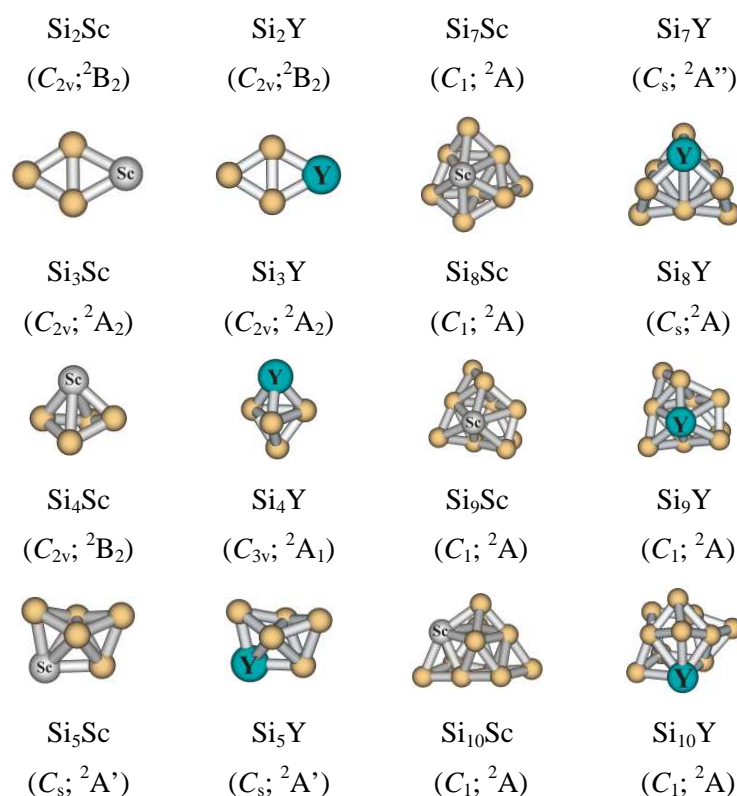 Si₂Sc Si₂Y Si₇Sc Si₇Y
(C₂ᵥ;²B₂) (C₂ᵥ;²B₂) (C₁; ²A) (Cₛ; ²A”)
Sc Y Sc Y
Si₃Sc Si₃Y Si₈Sc Si₈Y
(C₂ᵥ; ²A₂) (C₂ᵥ; ²A₂) (C₁; ²A) (Cₛ;²A)
Sc Y Sc Y
Si₄Sc Si₄Y Si₉Sc Si₉Y
(C₂ᵥ; ²B₂) (C₃ᵥ; ²A₁) (C₁; ²A) (C₁; ²A)
Sc Y Sc Y
Si₅Sc Si₅Y Si₁₀Sc Si₁₀Y
(Cₛ; ²A’) (Cₛ; ²A’) (C₁; ²A) (C₁; ²A)